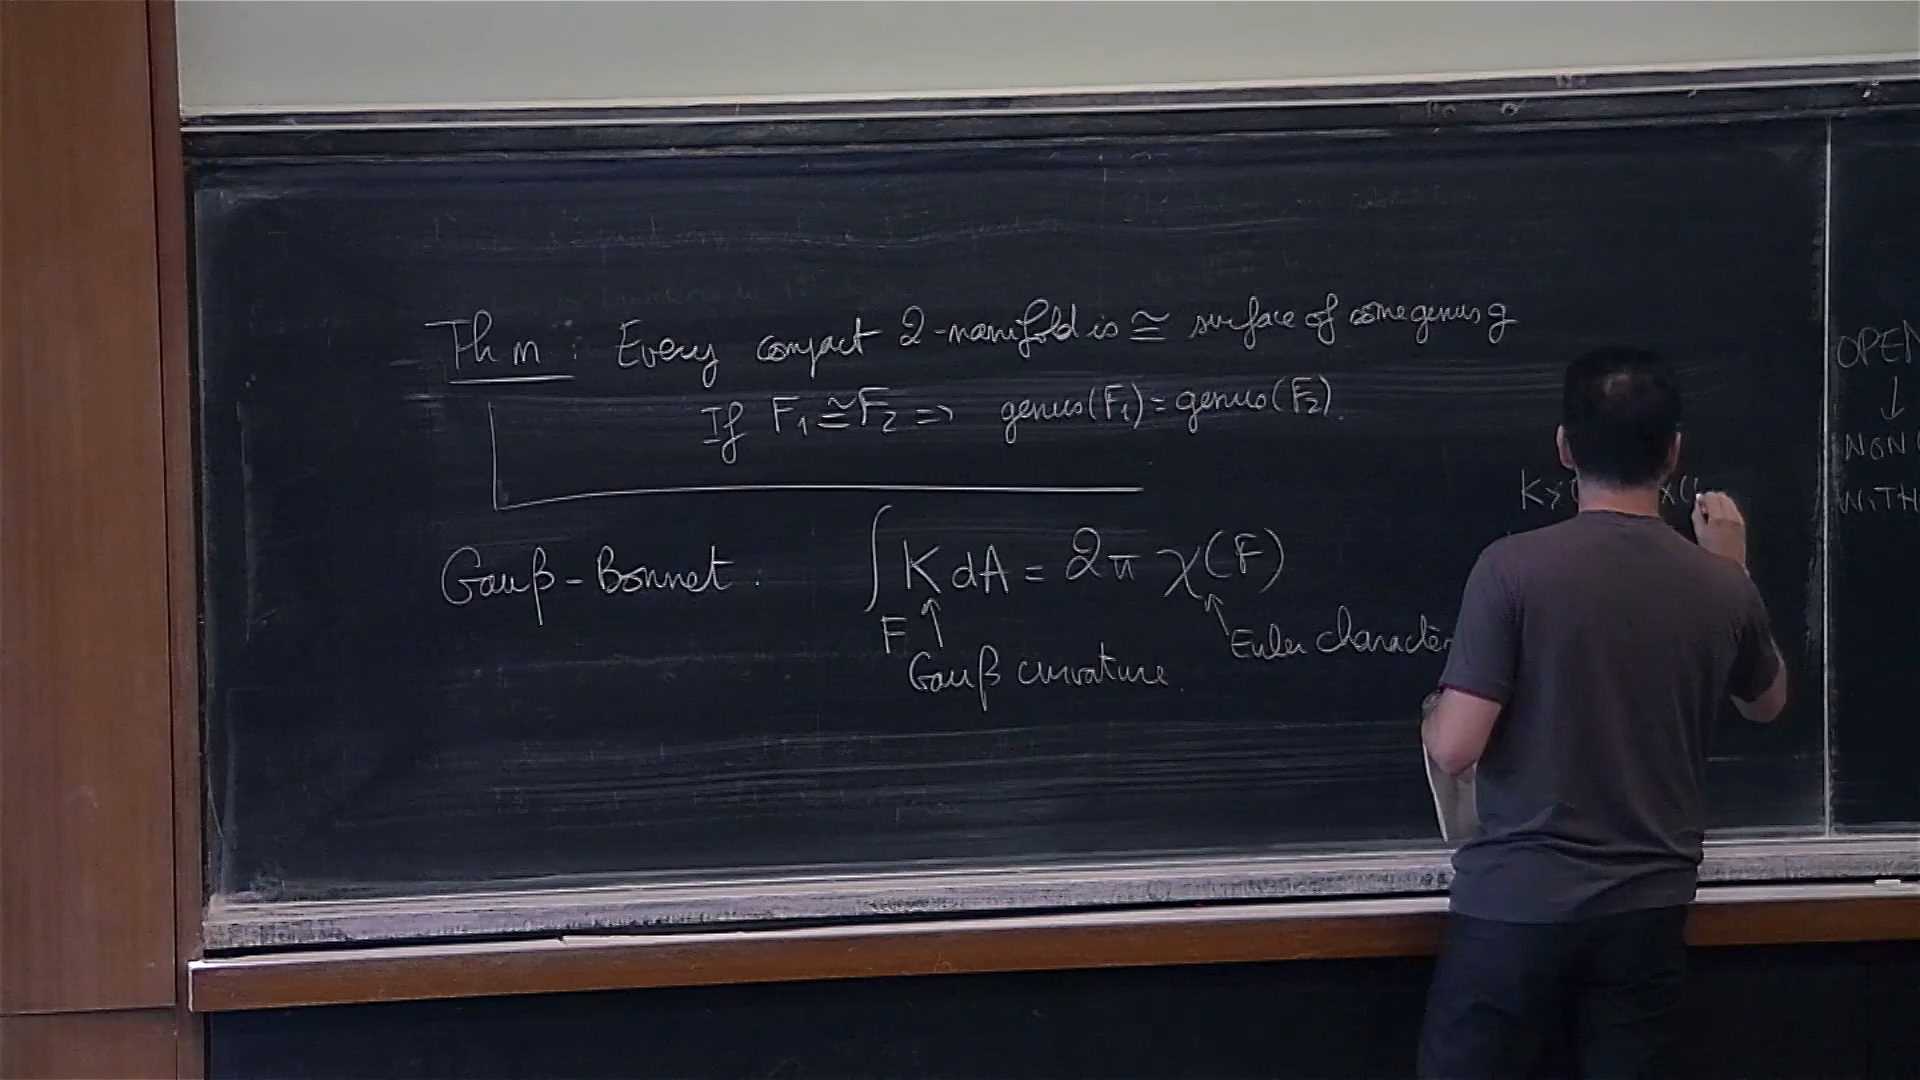 Thm : Every compact 2-manifold is ≅ surface of some genus g
If F₁ ≅ F₂ => genus(F₁) = genus(F₂).
Gauß-Bonnet : ∫ K dA = 2π χ(F)
F ↑ ↑
Gauß curvature. Euler character
K>
OPEN
↓
NON
WITH